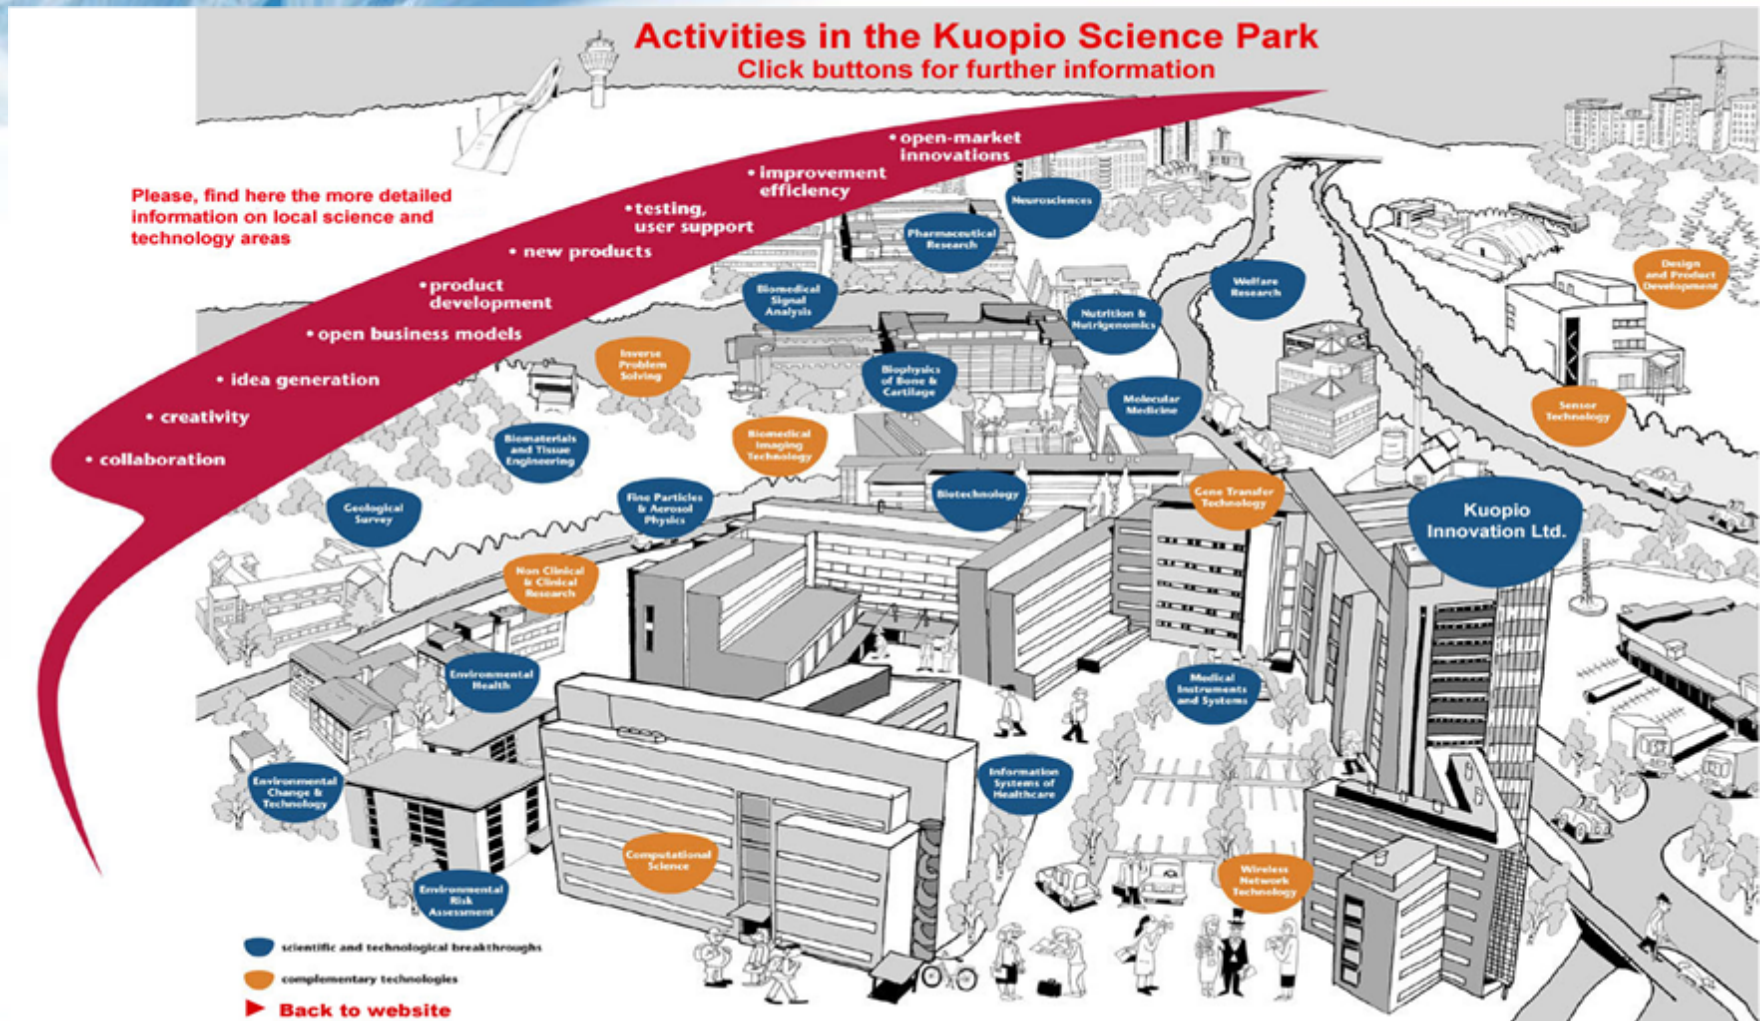 Activities in the Kuopio Science Park
Click buttons for further information
Please, find here the more detailed
information on local science and
technology areas
• open-market
innovations
• improvement
efficiency
• testing,
user support
• new products
• product
development
• open business models
• idea generation
• creativity
• collaboration
Neurosciences
Pharmaceutical
Research
Biomedical
Signal
Analysis
Welfare
Research
Design
and Product
Development
Nutrition &
Nutrigenomics
Inverse
Problem
Solving
Biophysics
of Bone &
Cartilage
Molecular
Medicine
Sensor
Technology
Biomaterials
and Tissue
Engineering
Biomedical
Imaging
Technology
Geological
Survey
Fine Particles
& Aerosol
Physics
Biotechnology
Gene Transfer
Technology
Kuopio
Innovation Ltd.
Non Clinical
& Clinical
Research
Environmental
Health
Medical
Instruments
and Systems
Environmental
Change &
Technology
Information
Systems of
Healthcare
Computational
Science
Wireless
Network
Technology
Environmental
Risk
Assessment
scientific and technological breakthroughs
complementary technologies
Back to website